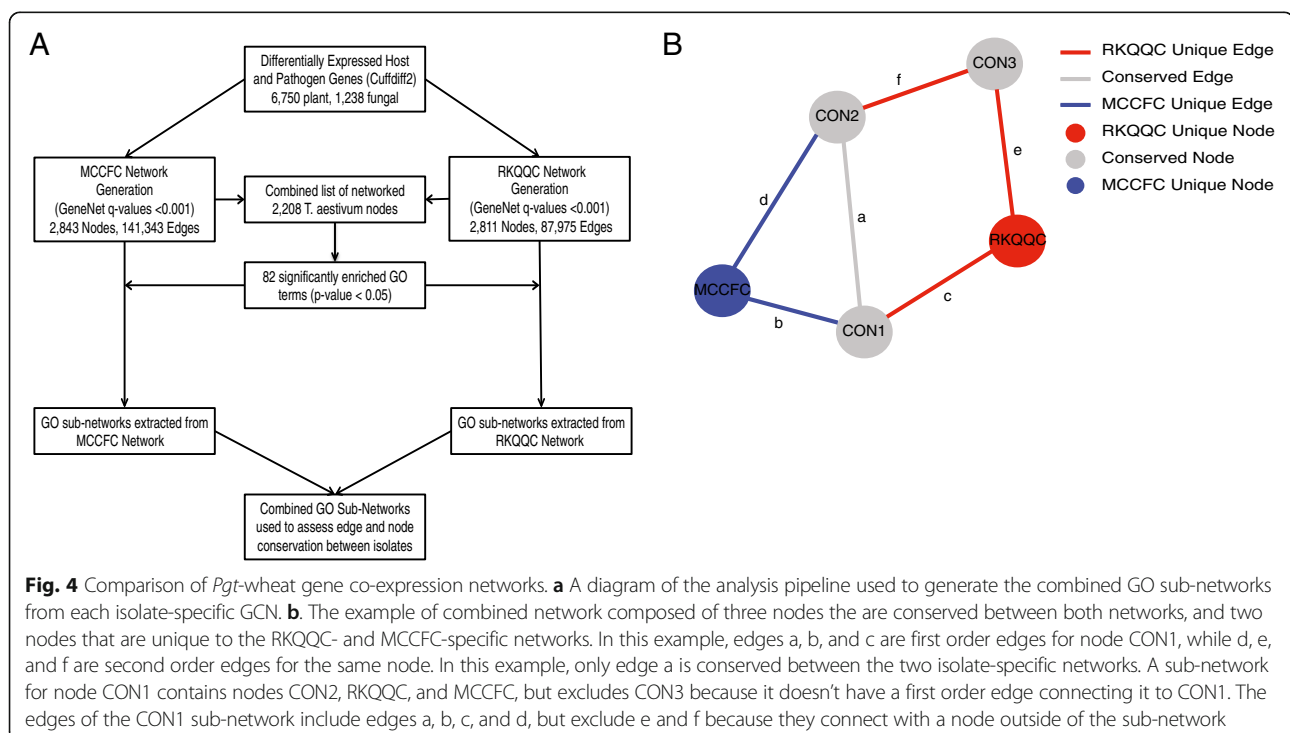 A
Differentially Expressed Host
and Pathogen Genes (Cuffdiff2)
6,750 plant, 1,238 fungal
MCCFC Network
Generation
(GeneNet q-values <0.001)
2,843 Nodes, 141,343 Edges
Combined list of networked
2,208 T. aestivum nodes
RKQQC Network
Generation
(GeneNet q-values <0.001)
2,811 Nodes, 87,975 Edges
82 significantly enriched GO
terms (p-value < 0.05)
GO sub-networks extracted from
MCCFC Network
GO sub-networks extracted from
RKQQC Network
Combined GO Sub-Networks
used to assess edge and node
conservation between isolates
B
CON3
f
CON2
e
d
a
RKQQC
MCCFC
c
b
CON1
RKQQC Unique Edge
Conserved Edge
MCCFC Unique Edge
RKQQC Unique Node
Conserved Node
MCCFC Unique Node
Fig. 4 Comparison of Pgt-wheat gene co-expression networks. a A diagram of the analysis pipeline used to generate the combined GO sub-networks
from each isolate-specific GCN. b. The example of combined network composed of three nodes the are conserved between both networks, and two
nodes that are unique to the RKQQC- and MCCFC-specific networks. In this example, edges a, b, and c are first order edges for node CON1, while d, e,
and f are second order edges for the same node. In this example, only edge a is conserved between the two isolate-specific networks. A sub-network
for node CON1 contains nodes CON2, RKQQC, and MCCFC, but excludes CON3 because it doesn't have a first order edge connecting it to CON1. The
edges of the CON1 sub-network include edges a, b, c, and d, but exclude e and f because they connect with a node outside of the sub-network